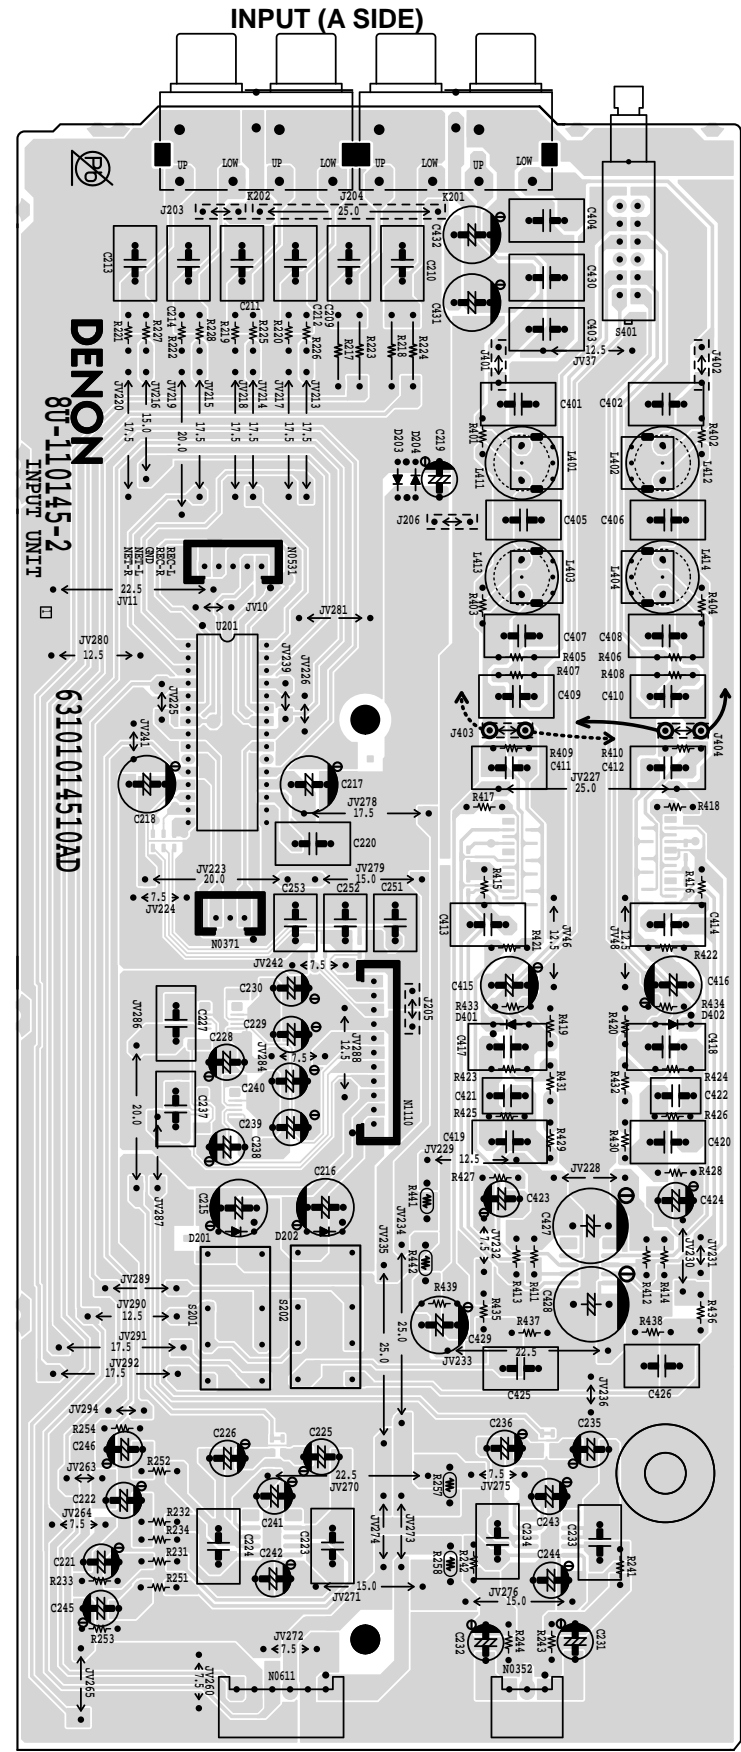 INPUT (A SIDE)
Pb
UP LOW UP LOW UP LOW UP LOW
K202 J204 K201
J203 25.0
C432 C404
C213 C214 C211 C212 C209 C210 C430
C431 C403 S401
R221 R227 R222 R228 R219 R225 R220 R226 R217 R223 R218 R224
J401 12.5 JV37 J402
DENON
8U-110145-2
INPUT UNIT
JV220 JV216 JV219 JV215 JV218 JV214 JV217 JV213
17.5 15.0 20.0 17.5 17.5 17.5 17.5 17.5
C401 C402
R401 R402
D203 D204 C219
L411 L401 L402 L412
J206 C405 C406
NET-R NET-L GND REC-R REC-L
N0531
L413 L403 L404 L414
22.5 JV11 JV10 JV281
R403 R404
U201
C407 C408
JV280 12.5
R405 R406
R407 R408
JV225 JV239 JV226
C409 C410
63101014510AD
JV241
J403 J404
R409 R410
C411 JV227 C412
25.0
C218 C217
JV278 17.5
R417 R418
C220
JV223 20.0
JV279 15.0
R415 R416
7.5 JV224
C253 C252 C251
C413 C414
N0371
R421 JV46 12.5 JV48 12.5 R422
JV242 7.5
C230 C415 C416
J205
R433 R434
D401 D402
JV286 C227 C229 JV288 12.5
R419 R420
C228 JV284 7.5
C417 C418
R423 R424
C240
R431 R432
C237 C421 C422
20.0
R425 R426
C239 N1110
C238
C419 C420
R429 R430
JV229 12.5
JV287 C216 R441
R427 JV228 R428
C215 C423 C424
D201 D202 JV234 C427
JV235 R442 JV232 7.5 JV230 JV231
R413 R411 R412 R414
JV289
S201 S202
R439 C428
JV290 12.5
R435 R436
25.0 25.0
R437 R438
JV291 17.5
C429 22.5
JV233
JV292 17.5
C425 C426
JV236
JV294
R254 C226 C225 C236 C235
C246
R252
JV263 22.5 JV270 R257 7.5 JV275
C222 C241 C243
JV264 7.5
R232
R234
C224 C223 JV274 JV273 C234 C233
C221 R231
R258 R242 R241
R233 R251 C242 C244
15.0 JV271
JV276 15.0
C245
R253 JV272 7.5
C232 R244 R243 C231
JV265 JV260 7.5 N0611 N0352